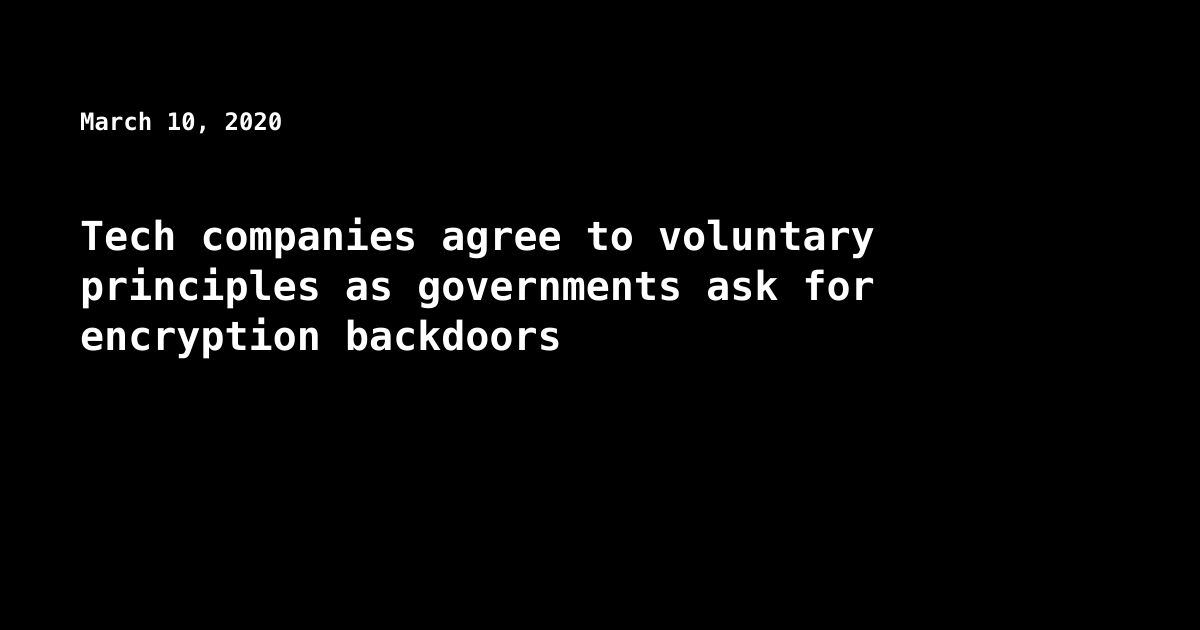 March 10, 2020
Tech companies agree to voluntary
principles as governments ask for
encryption backdoors